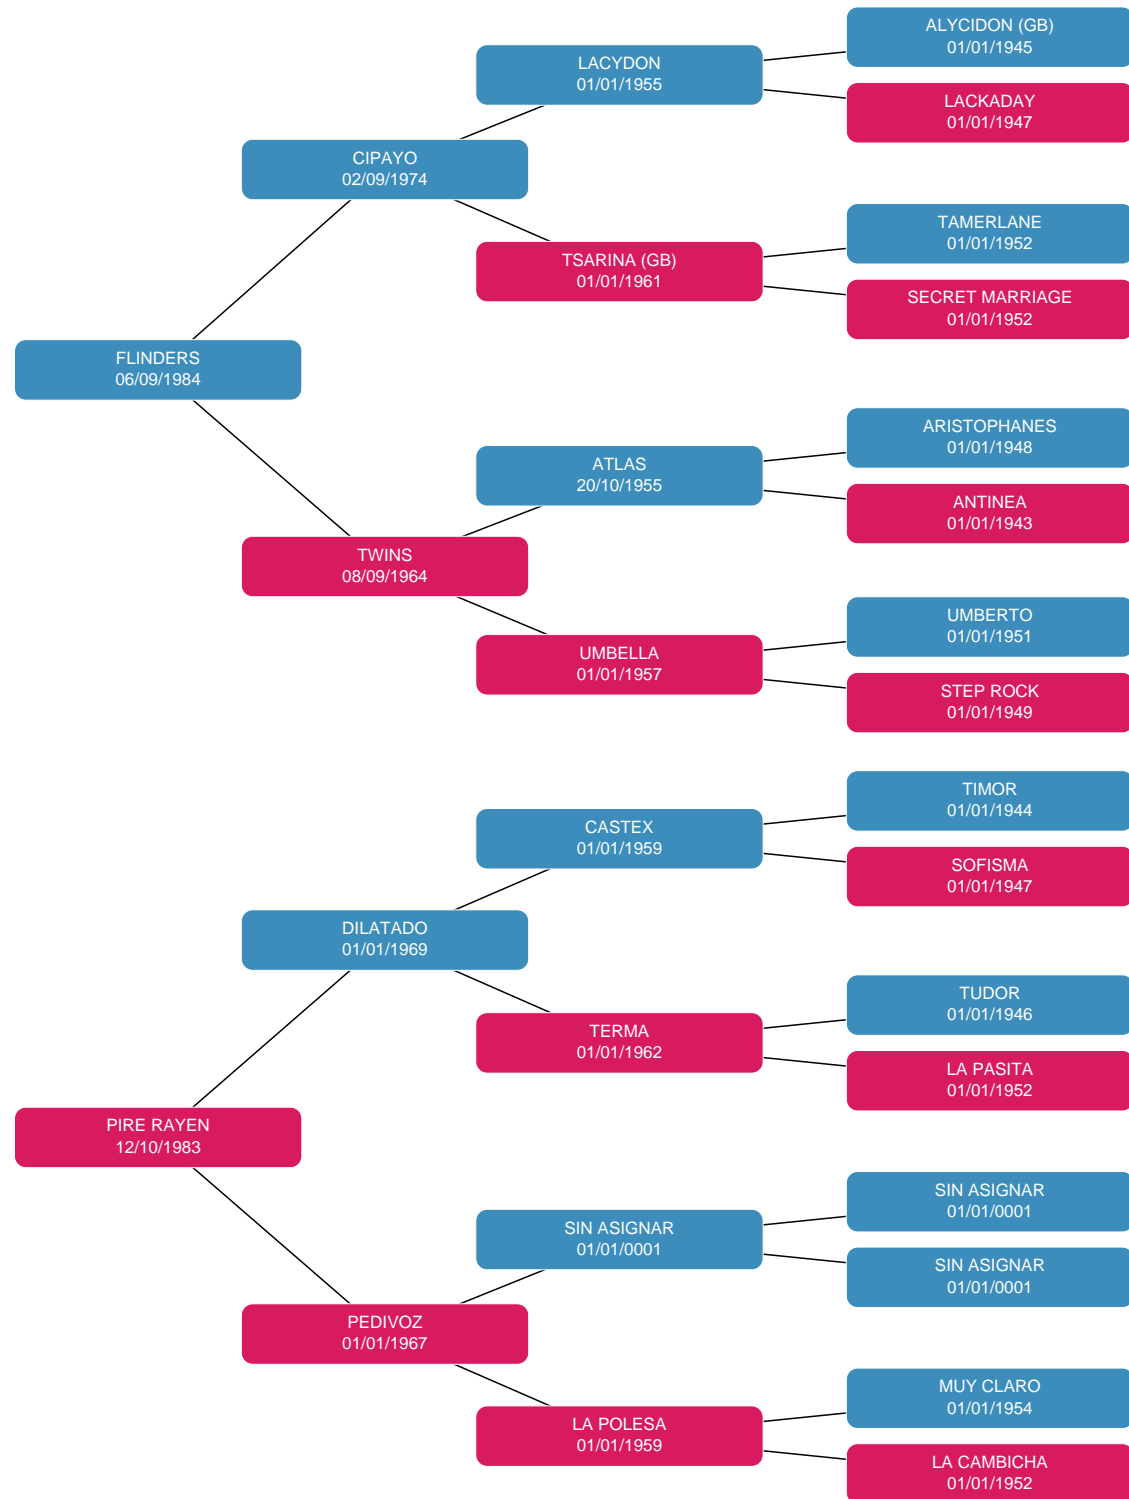 ALYCIDON (GB)
01/01/1945
LACYDON
01/01/1955
LACKADAY
01/01/1947
CIPAYO
02/09/1974
TAMERLANE
01/01/1952
TSARINA (GB)
01/01/1961
SECRET MARRIAGE
01/01/1952
FLINDERS
06/09/1984
ARISTOPHANES
01/01/1948
ATLAS
20/10/1955
ANTINEA
01/01/1943
TWINS
08/09/1964
UMBERTO
01/01/1951
UMBELLA
01/01/1957
STEP ROCK
01/01/1949
TIMOR
01/01/1944
CASTEX
01/01/1959
SOFISMA
01/01/1947
DILATADO
01/01/1969
TUDOR
01/01/1946
TERMA
01/01/1962
LA PASITA
01/01/1952
PIRE RAYEN
12/10/1983
SIN ASIGNAR
01/01/0001
SIN ASIGNAR
01/01/0001
SIN ASIGNAR
01/01/0001
PEDIVOZ
01/01/1967
MUY CLARO
01/01/1954
LA POLESA
01/01/1959
LA CAMBICHA
01/01/1952